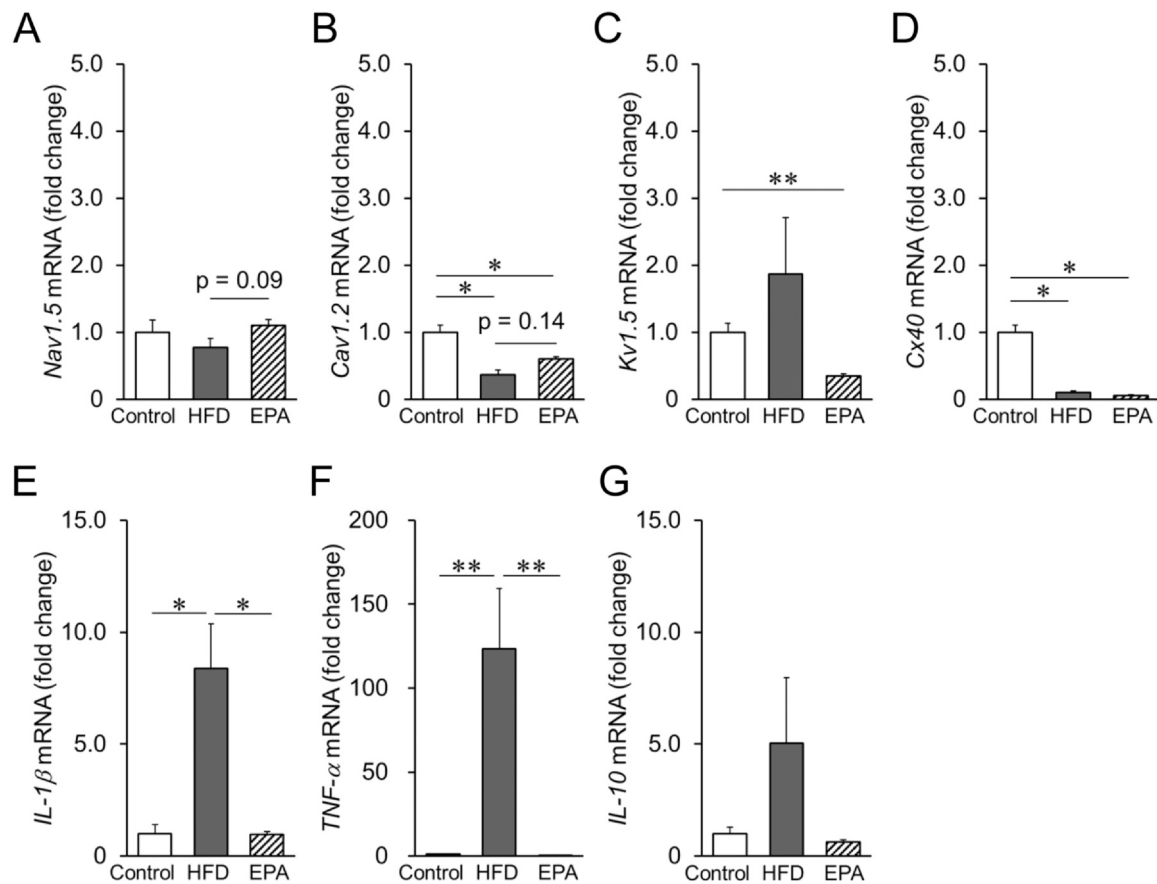 A
Nav1.5 mRNA (fold change)
5.0
4.0
3.0
2.0
1.0
0
p = 0.09
Control HFD EPA
B
Cav1.2 mRNA (fold change)
5.0
4.0
3.0
2.0
1.0
0
*
*
p = 0.14
Control HFD EPA
C
Kv1.5 mRNA (fold change)
5.0
4.0
3.0
2.0
1.0
0
**
Control HFD EPA
D
Cx40 mRNA (fold change)
5.0
4.0
3.0
2.0
1.0
0
*
*
Control HFD EPA
E
IL-1β mRNA (fold change)
15.0
10.0
5.0
0
* *
Control HFD EPA
F
TNF-α mRNA (fold change)
200
150
100
50
0
** **
Control HFD EPA
G
IL-10 mRNA (fold change)
15.0
10.0
5.0
0
Control HFD EPA